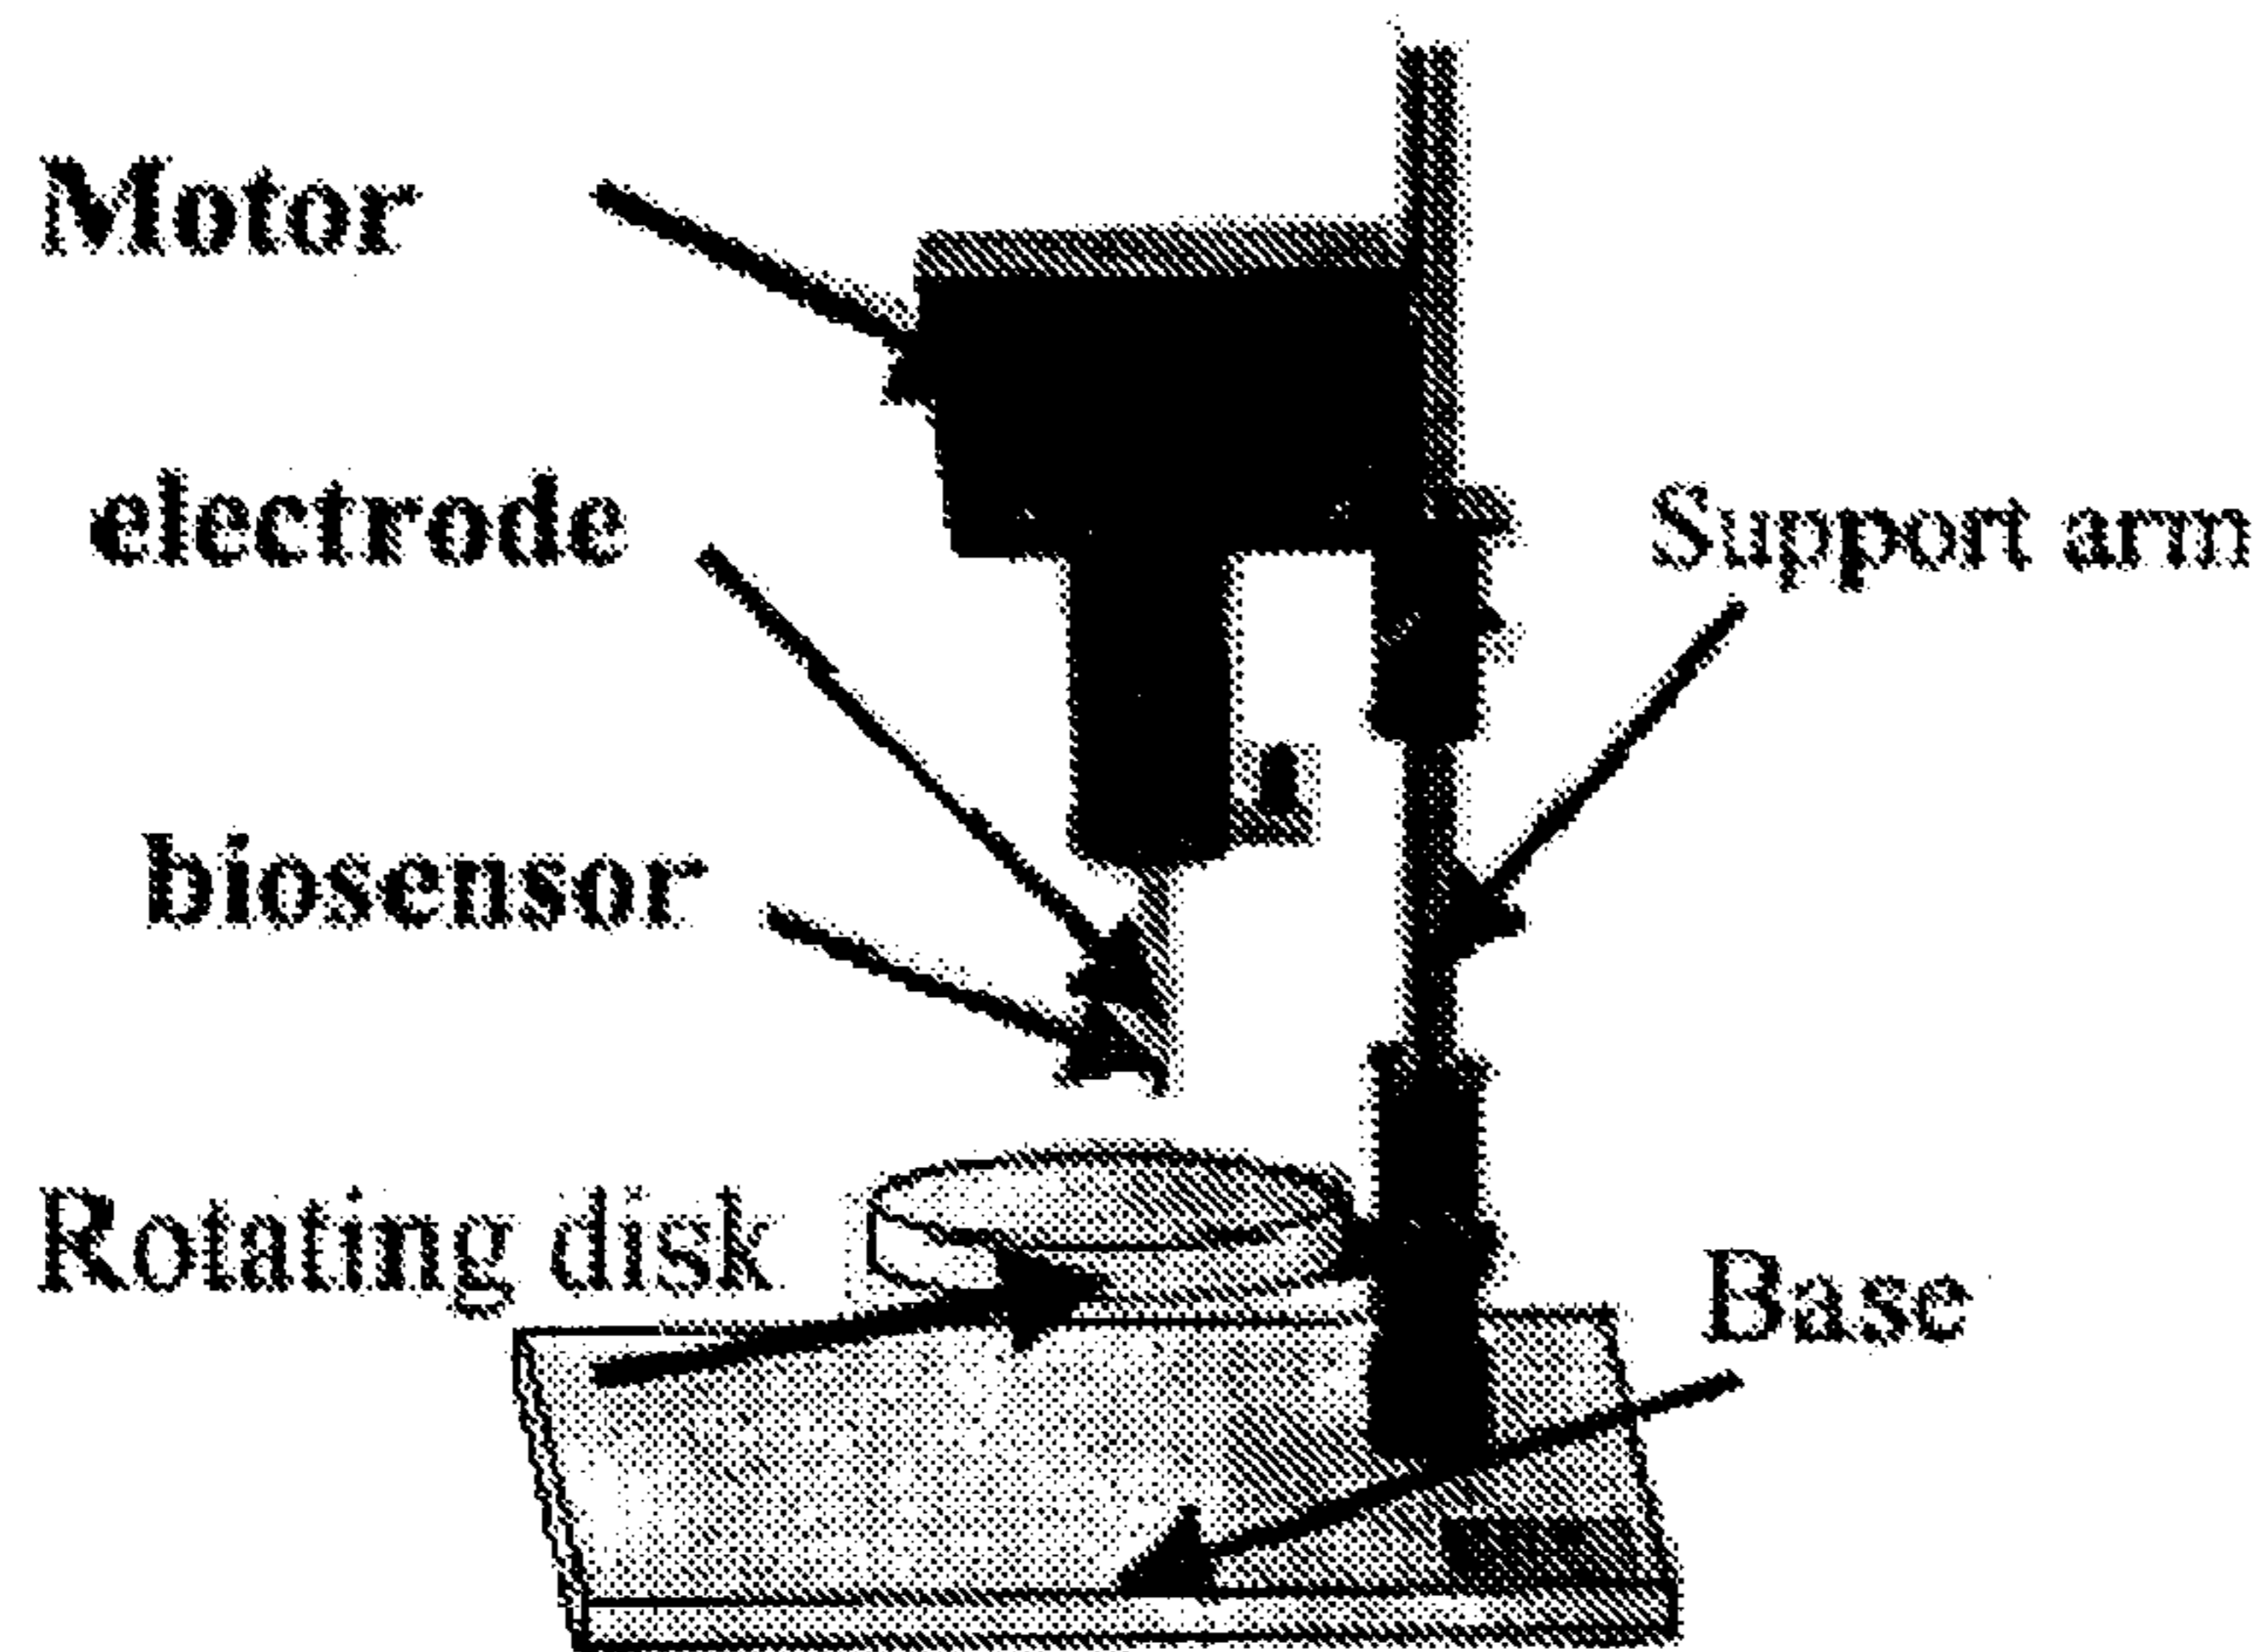 Motor
electrode
Support arm
biosensor
Rotating disk
Base